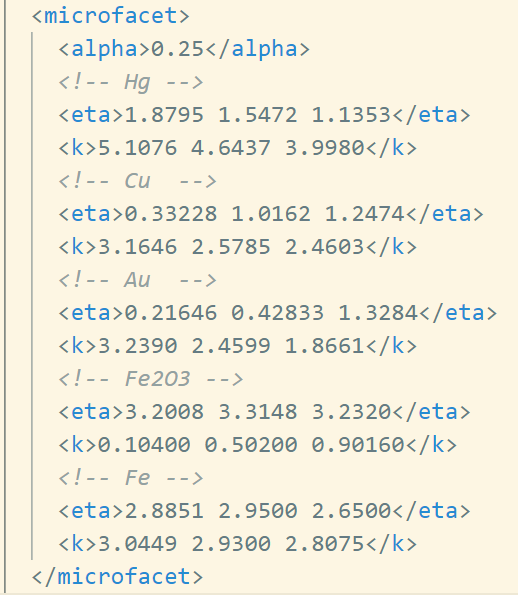 <microfacet>
<alpha>0.25</alpha>
<!-- Hg -->
<eta>1.8795 1.5472 1.1353</eta>
<k>5.1076 4.6437 3.9980</k>
<!-- Cu  -->
<eta>0.33228 1.0162 1.2474</eta>
<k>3.1646 2.5785 2.4603</k>
<!-- Au  -->
<eta>0.21646 0.42833 1.3284</eta>
<k>3.2390 2.4599 1.8661</k>
<!-- Fe2O3 -->
<eta>3.2008 3.3148 3.2320</eta>
<k>0.10400 0.50200 0.90160</k>
<!-- Fe -->
<eta>2.8851 2.9500 2.6500</eta>
<k>3.0449 2.9300 2.8075</k>
</microfacet>